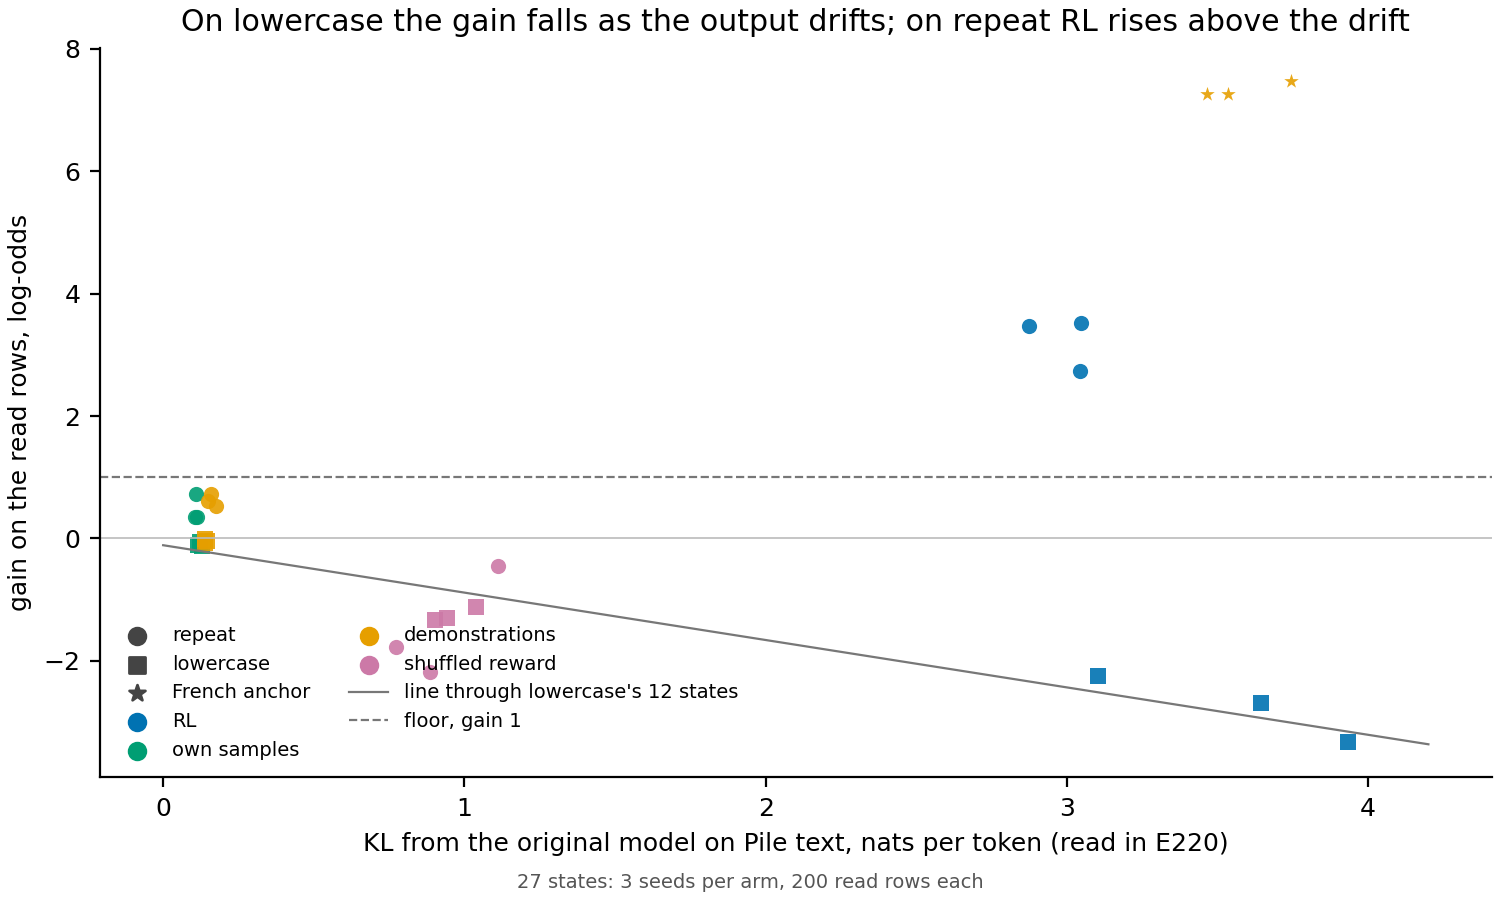 On lowercase the gain falls as the output drifts; on repeat RL rises above the drift
8
6
4
2
0
−2
gain on the read rows, log-odds
repeat
lowercase
French anchor
RL
own samples
demonstrations
shuffled reward
line through lowercase's 12 states
floor, gain 1
0 1 2 3 4
KL from the original model on Pile text, nats per token (read in E220)
27 states: 3 seeds per arm, 200 read rows each